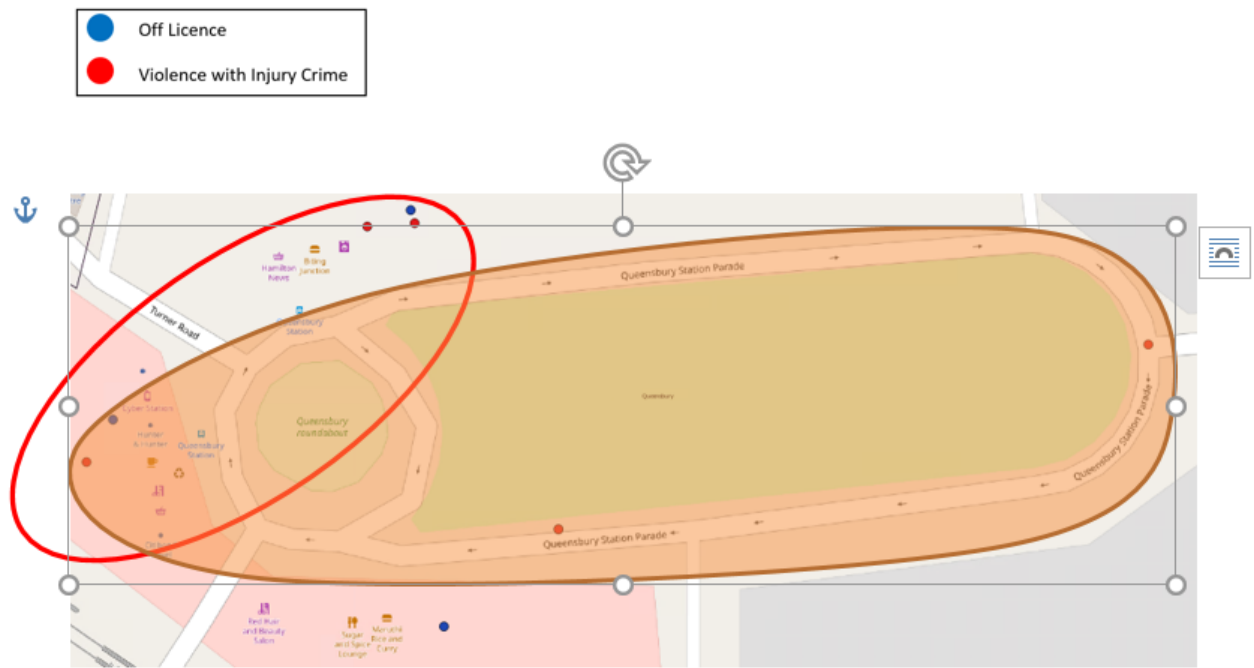 Off Licence
Violence with Injury Crime
Hamilton
News
Junction
Queensbury Station Parade
Turner Road
Station
Queensbury
Station
Queensbury
roundabout
Queensbury
Queensbury Station Parade
Queensbury Station Parade
Red Hair
and Beauty
Salon
Sugar
and Spice
Lounge
Maruthi
Rice and
Curry